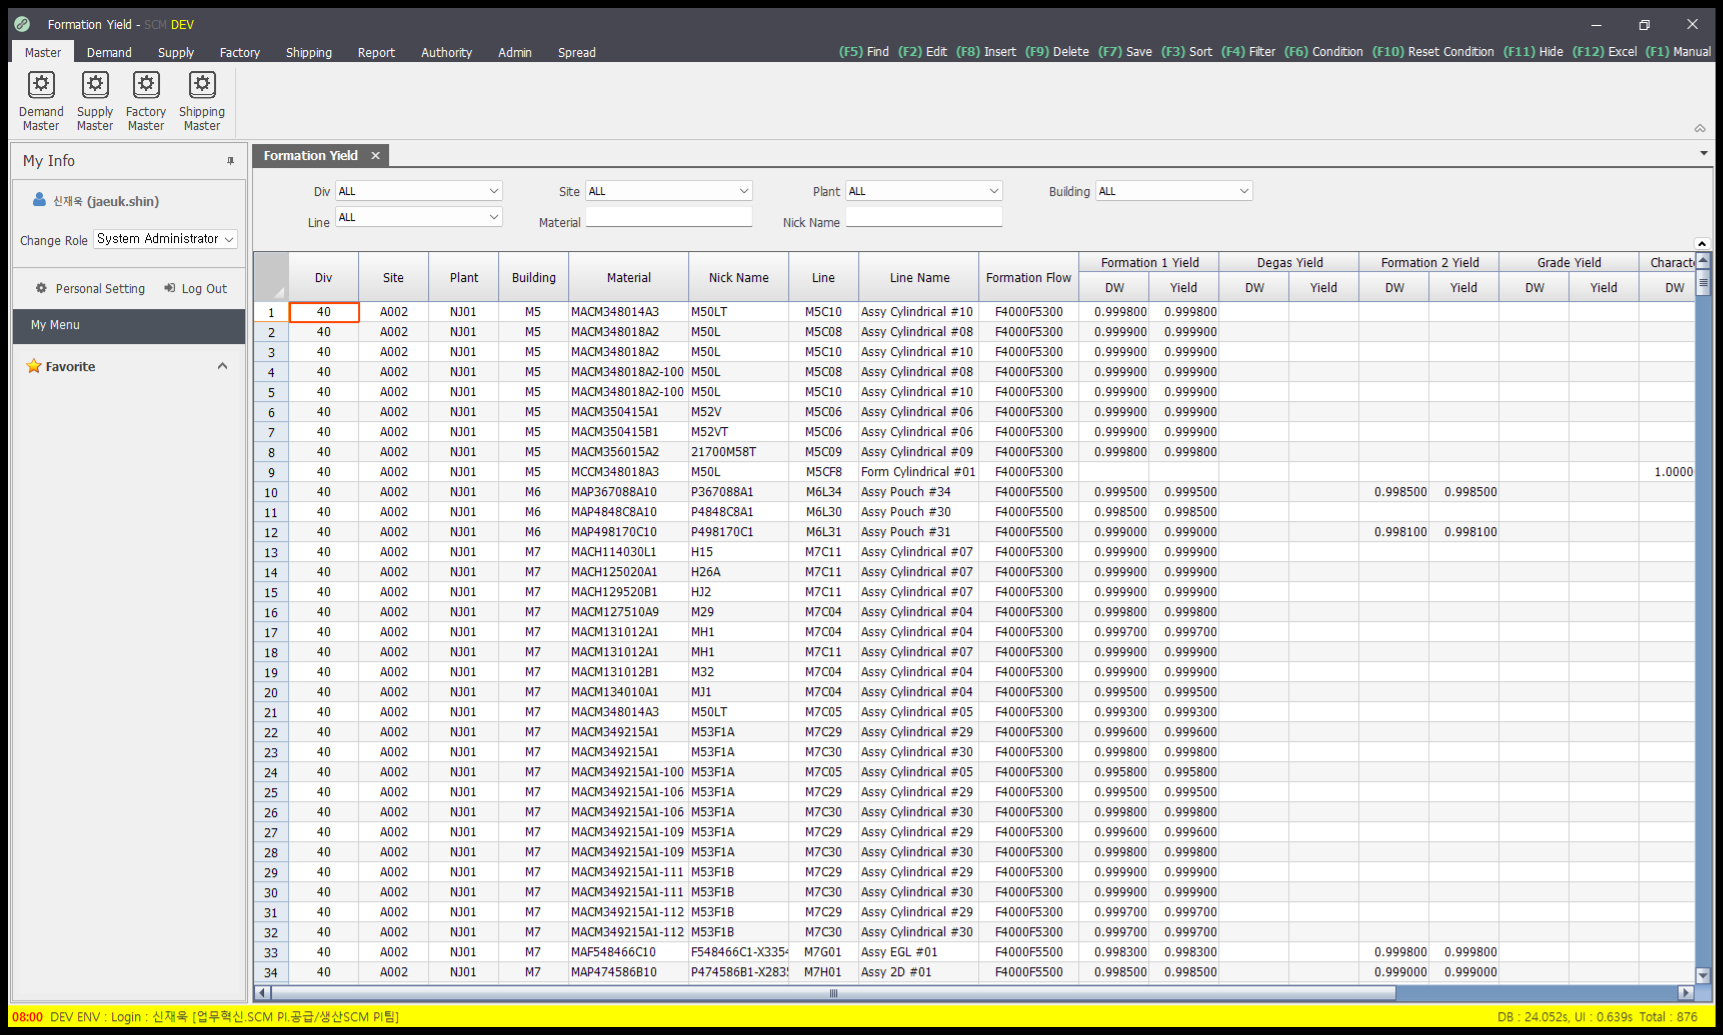 Formation Yield - SCM DEV
Master Demand Supply Factory Shipping Report Authority Admin Spread (F5) Find (F2) Edit (F8) Insert (F9) Delete (F7) Save (F3) Sort (F4) Filter (F6) Condition (F10) Reset Condition (F11) Hide (F12) Excel (F1) Manual
Demand Master
Supply Master
Factory Master
Shipping Master
My Info
신재욱 (jaeuk.shin)
Change Role System Administrator
Personal Setting Log Out
My Menu
Favorite
Formation Yield
Div ALL Site ALL Plant ALL Building ALL
Line ALL Material Nick Name
Div Site Plant Building Material Nick Name Line Line Name Formation Flow Formation 1 Yield Degas Yield Formation 2 Yield Grade Yield Characte
DW Yield DW Yield DW Yield DW Yield DW
1 40 A002 NJ01 M5 MACM348014A3 M50LT M5C10 Assy Cylindrical #10 F4000F5300 0.999800 0.999800
2 40 A002 NJ01 M5 MACM348018A2 M50L M5C08 Assy Cylindrical #08 F4000F5300 0.999900 0.999900
3 40 A002 NJ01 M5 MACM348018A2 M50L M5C10 Assy Cylindrical #10 F4000F5300 0.999900 0.999900
4 40 A002 NJ01 M5 MACM348018A2-100 M50L M5C08 Assy Cylindrical #08 F4000F5300 0.999900 0.999900
5 40 A002 NJ01 M5 MACM348018A2-100 M50L M5C10 Assy Cylindrical #10 F4000F5300 0.999900 0.999900
6 40 A002 NJ01 M5 MACM350415A1 M52V M5C06 Assy Cylindrical #06 F4000F5300 0.999900 0.999900
7 40 A002 NJ01 M5 MACM350415B1 M52VT M5C06 Assy Cylindrical #06 F4000F5300 0.999900 0.999900
8 40 A002 NJ01 M5 MACM356015A2 21700M58T M5C09 Assy Cylindrical #09 F4000F5300 0.999800 0.999800
9 40 A002 NJ01 M5 MCCM348018A3 M50L M5CF8 Form Cylindrical #01 F4000F5300 1.0000
10 40 A002 NJ01 M6 MAP367088A10 P367088A1 M6L34 Assy Pouch #34 F4000F5500 0.999500 0.999500 0.998500 0.998500
11 40 A002 NJ01 M6 MAP4848C8A10 P4848C8A1 M6L30 Assy Pouch #30 F4000F5500 0.998500 0.998500
12 40 A002 NJ01 M6 MAP498170C10 P498170C1 M6L31 Assy Pouch #31 F4000F5500 0.999000 0.999000 0.998100 0.998100
13 40 A002 NJ01 M7 MACH114030L1 H15 M7C11 Assy Cylindrical #07 F4000F5300 0.999900 0.999900
14 40 A002 NJ01 M7 MACH125020A1 H26A M7C11 Assy Cylindrical #07 F4000F5300 0.999900 0.999900
15 40 A002 NJ01 M7 MACH129520B1 HJ2 M7C11 Assy Cylindrical #07 F4000F5300 0.999900 0.999900
16 40 A002 NJ01 M7 MACM127510A9 M29 M7C04 Assy Cylindrical #04 F4000F5300 0.999800 0.999800
17 40 A002 NJ01 M7 MACM131012A1 MH1 M7C04 Assy Cylindrical #04 F4000F5300 0.999700 0.999700
18 40 A002 NJ01 M7 MACM131012A1 MH1 M7C11 Assy Cylindrical #07 F4000F5300 0.999900 0.999900
19 40 A002 NJ01 M7 MACM131012B1 M32 M7C04 Assy Cylindrical #04 F4000F5300 0.999900 0.999900
20 40 A002 NJ01 M7 MACM134010A1 MJ1 M7C04 Assy Cylindrical #04 F4000F5300 0.999500 0.999500
21 40 A002 NJ01 M7 MACM348014A3 M50LT M7C05 Assy Cylindrical #05 F4000F5300 0.999300 0.999300
22 40 A002 NJ01 M7 MACM349215A1 M53F1A M7C29 Assy Cylindrical #29 F4000F5300 0.999600 0.999600
23 40 A002 NJ01 M7 MACM349215A1 M53F1A M7C30 Assy Cylindrical #30 F4000F5300 0.999800 0.999800
24 40 A002 NJ01 M7 MACM349215A1-100 M53F1A M7C05 Assy Cylindrical #05 F4000F5300 0.995800 0.995800
25 40 A002 NJ01 M7 MACM349215A1-106 M53F1A M7C29 Assy Cylindrical #29 F4000F5300 0.999500 0.999500
26 40 A002 NJ01 M7 MACM349215A1-106 M53F1A M7C30 Assy Cylindrical #30 F4000F5300 0.999800 0.999800
27 40 A002 NJ01 M7 MACM349215A1-109 M53F1A M7C29 Assy Cylindrical #29 F4000F5300 0.999600 0.999600
28 40 A002 NJ01 M7 MACM349215A1-109 M53F1A M7C30 Assy Cylindrical #30 F4000F5300 0.999800 0.999800
29 40 A002 NJ01 M7 MACM349215A1-111 M53F1B M7C29 Assy Cylindrical #29 F4000F5300 0.999900 0.999900
30 40 A002 NJ01 M7 MACM349215A1-111 M53F1B M7C30 Assy Cylindrical #30 F4000F5300 0.999900 0.999900
31 40 A002 NJ01 M7 MACM349215A1-112 M53F1B M7C29 Assy Cylindrical #29 F4000F5300 0.999700 0.999700
32 40 A002 NJ01 M7 MACM349215A1-112 M53F1B M7C30 Assy Cylindrical #30 F4000F5300 0.999700 0.999700
33 40 A002 NJ01 M7 MAF548466C10 F548466C1-X3354 M7G01 Assy EGL #01 F4000F5500 0.998300 0.998300 0.999800 0.999800
34 40 A002 NJ01 M7 MAP474586B10 P474586B1-X2835 M7H01 Assy 2D #01 F4000F5500 0.998500 0.998500 0.999000 0.999000
08:00 DEV ENV : Login : 신재욱 [업무혁신.SCM PI.공급/생산SCM PI팀] DB : 24.052s, UI : 0.639s Total : 876